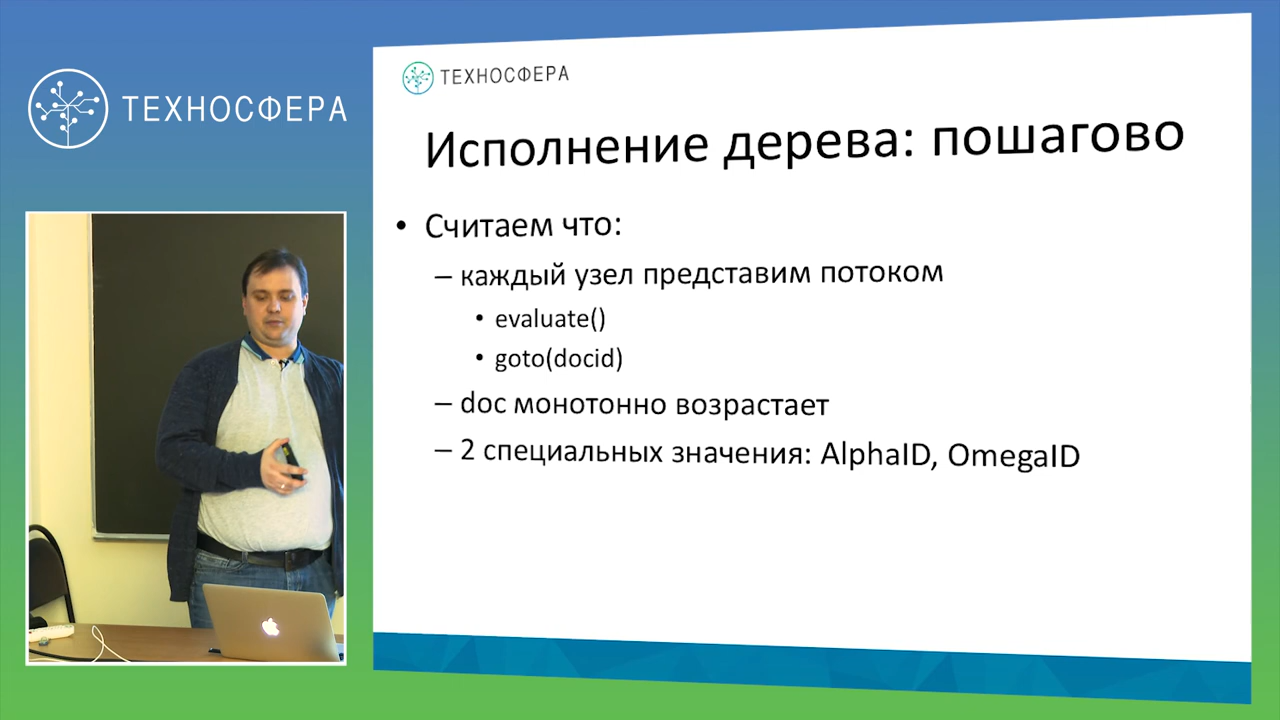 ТЕХНОСФЕРА
ТЕХНОСФЕРА
Исполнение дерева: пошагово
• Считаем что:
– каждый узел представим потоком
• evaluate()
• goto(docid)
– doc монотонно возрастает
– 2 специальных значения: AlphaID, OmegaID